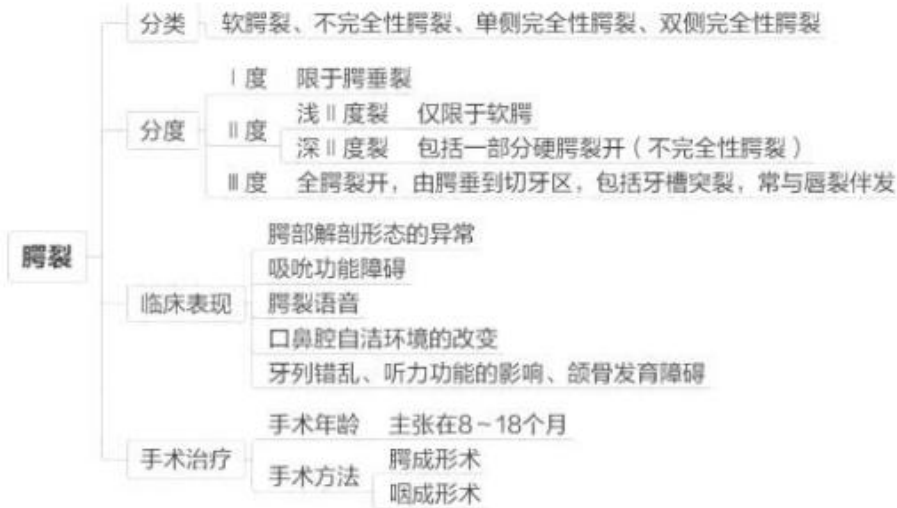 分类 软腭裂、不完全性腭裂、单侧完全性腭裂、双侧完全性腭裂
Ⅰ度 限于腭垂裂
浅Ⅱ度裂 仅限于软腭
分度 Ⅱ度
深Ⅱ度裂 包括一部分硬腭裂开（不完全性腭裂）
Ⅲ度 全腭裂开，由腭垂到切牙区，包括牙槽突裂，常与唇裂伴发
腭裂
腭部解剖形态的异常
吸吮功能障碍
临床表现 腭裂语音
口鼻腔自洁环境的改变
牙列错乱、听力功能的影响、颌骨发育障碍
手术年龄 主张在8~18个月
手术治疗
手术方法 腭成形术
咽成形术